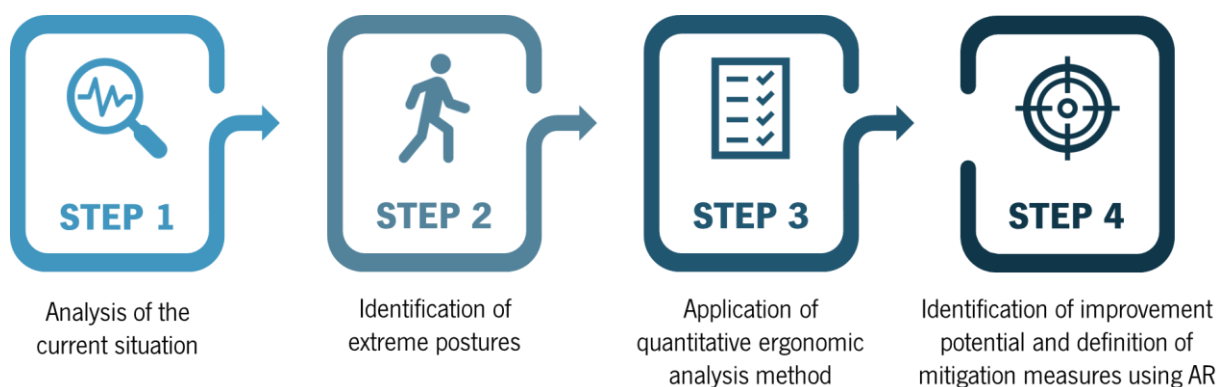 STEP 1
Analysis of the
current situation
STEP 2
Identification of
extreme postures
STEP 3
Application of
quantitative ergonomic
analysis method
STEP 4
Identification of improvement
potential and definition of
mitigation measures using AR